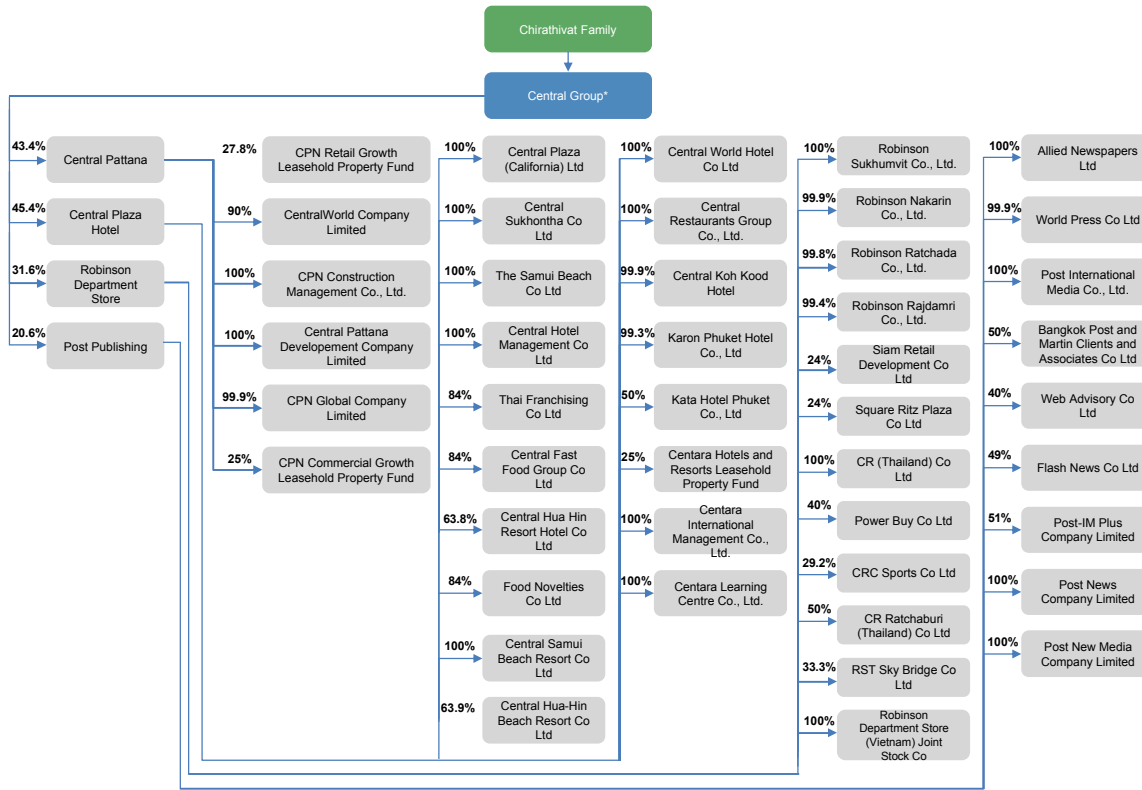 Chirathivat Family
Central Group*
43.4%
Central Pattana
45.4%
Central Plaza
Hotel
31.6%
Robinson
Department
Store
20.6%
Post Publishing
27.8%
CPN Retail Growth
Leasehold Property Fund
90%
CentralWorld Company
Limited
100%
CPN Construction
Management Co., Ltd.
100%
Central Pattana
Developement Company
Limited
99.9%
CPN Global Company
Limited
25%
CPN Commercial Growth
Leasehold Property Fund
100%
Central Plaza
(California) Ltd
100%
Central
Sukhontha Co
Ltd
100%
The Samui Beach
Co Ltd
100%
Central Hotel
Management Co
Ltd
84%
Thai Franchising
Co Ltd
84%
Central Fast
Food Group Co
Ltd
63.8%
Central Hua Hin
Resort Hotel Co
Ltd
84%
Food Novelties
Co Ltd
100%
Central Samui
Beach Resort Co
Ltd
63.9%
Central Hua-Hin
Beach Resort Co
Ltd
100%
Central World Hotel
Co Ltd
100%
Central
Restaurants Group
Co., Ltd.
99.9%
Central Koh Kood
Hotel
99.3%
Karon Phuket Hotel
Co., Ltd
50%
Kata Hotel Phuket
Co., Ltd
25%
Centara Hotels and
Resorts Leasehold
Property Fund
100%
Centara
International
Management Co.,
Ltd.
100%
Centara Learning
Centre Co., Ltd.
100%
Robinson
Sukhumvit Co., Ltd.
99.9%
Robinson Nakarin
Co., Ltd.
99.8%
Robinson Ratchada
Co., Ltd.
99.4%
Robinson Rajdamri
Co., Ltd.
24%
Siam Retail
Development Co
Ltd
24%
Square Ritz Plaza
Co Ltd
100%
CR (Thailand) Co
Ltd
40%
Power Buy Co Ltd
29.2%
CRC Sports Co Ltd
50%
CR Ratchaburi
(Thailand) Co Ltd
33.3%
RST Sky Bridge Co
Ltd
100%
Robinson
Department Store
(Vietnam) Joint
Stock Co
100%
Allied Newspapers
Ltd
99.9%
World Press Co Ltd
100%
Post International
Media Co., Ltd.
50%
Bangkok Post and
Martin Clients and
Associates Co Ltd
40%
Web Advisory Co
Ltd
49%
Flash News Co Ltd
51%
Post-IM Plus
Company Limited
100%
Post News
Company Limited
100%
Post New Media
Company Limited